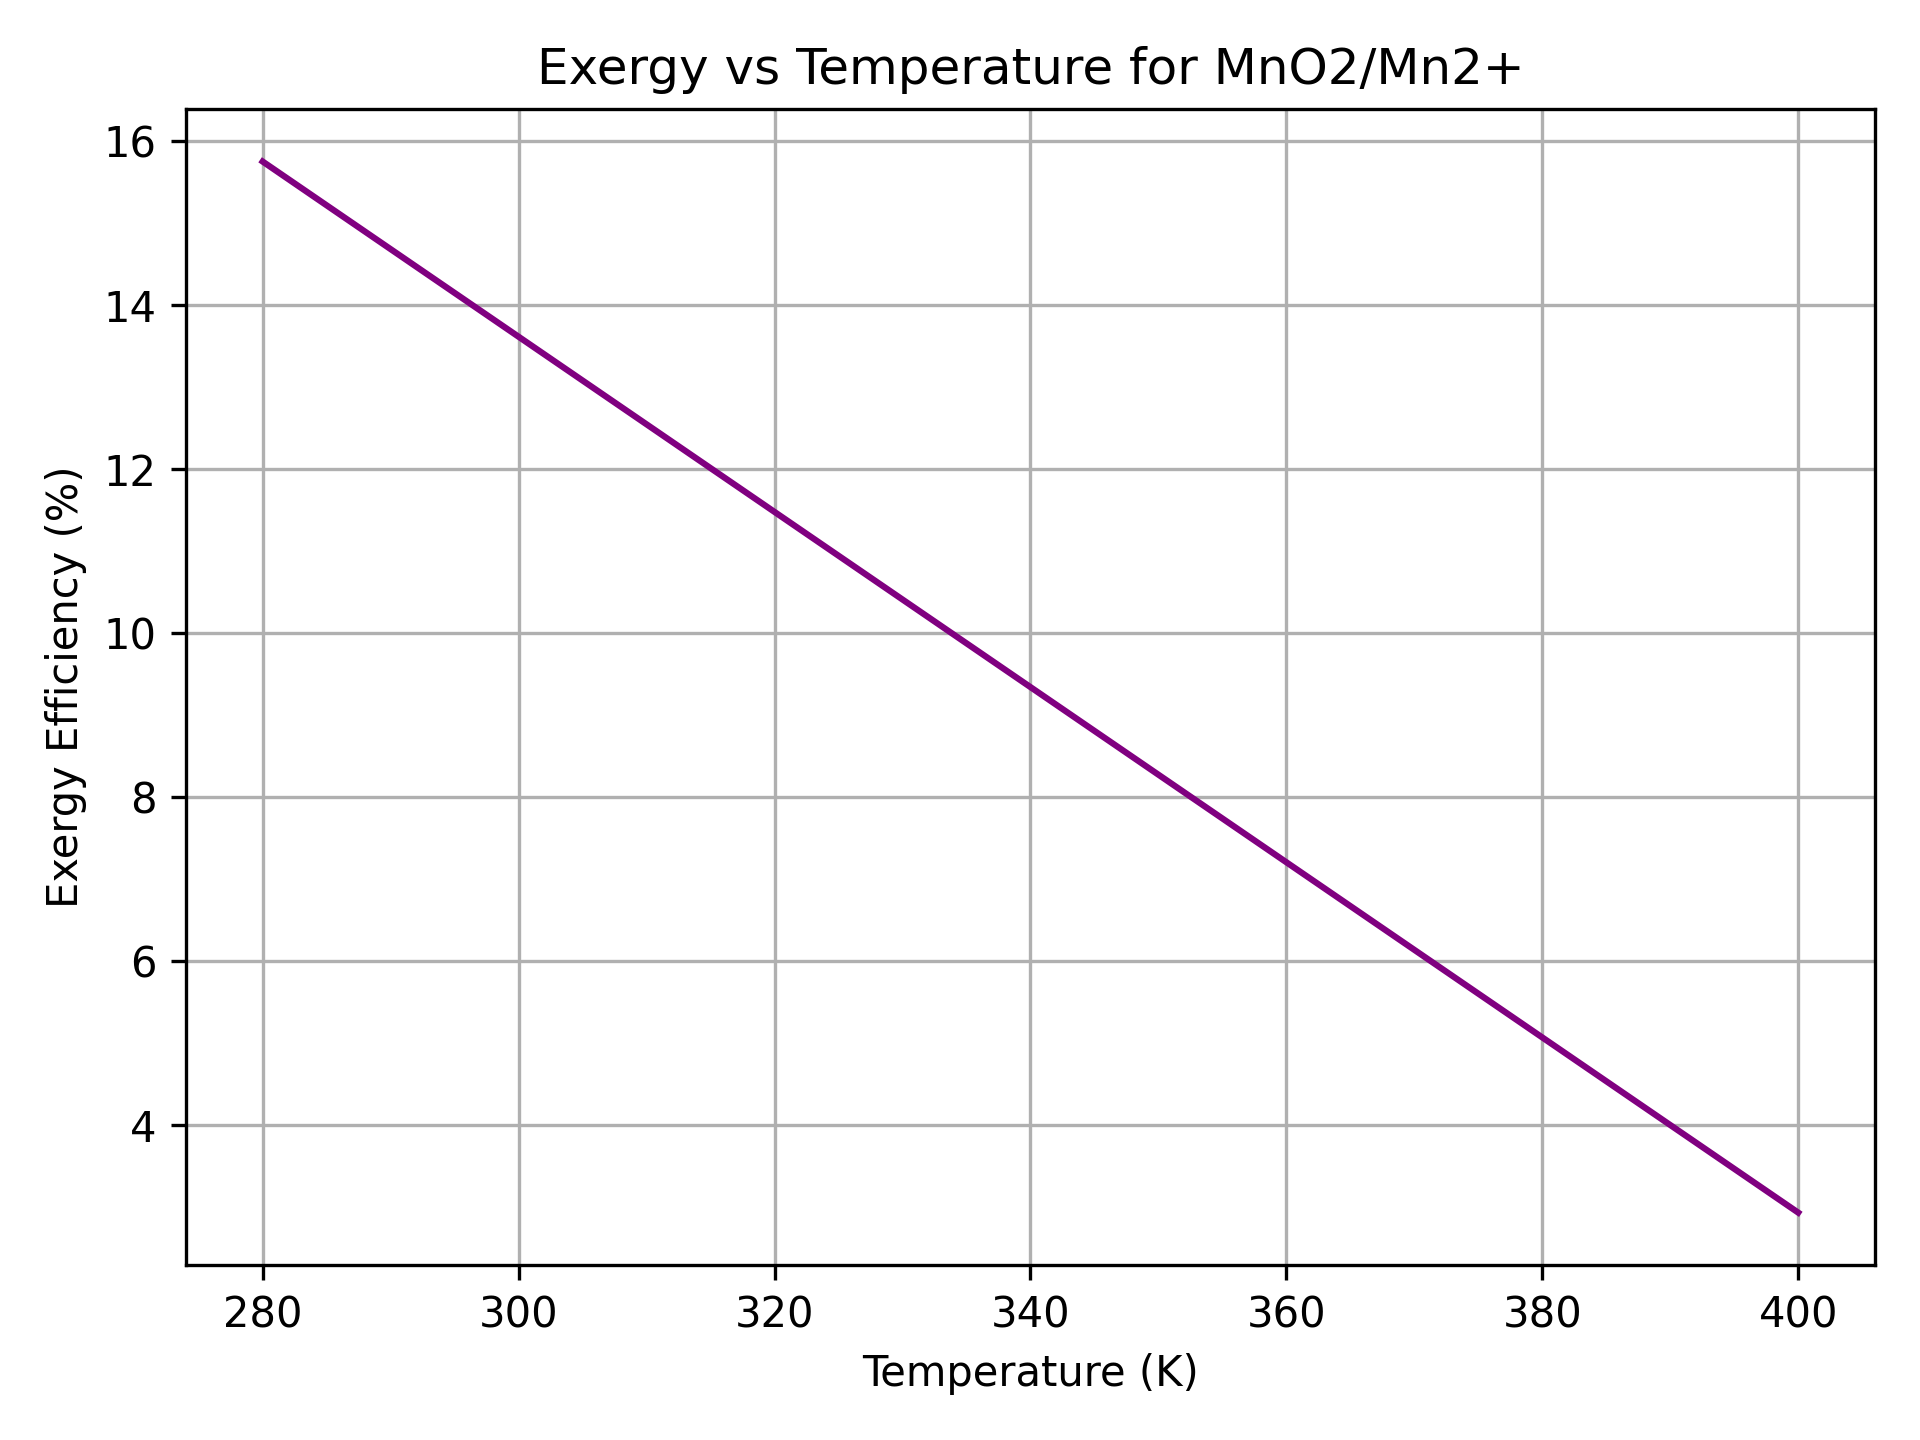 Exergy vs Temperature for MnO2/Mn2+
Exergy Efficiency (%)
16
14
12
10
8
6
4
280 300 320 340 360 380 400
Temperature (K)